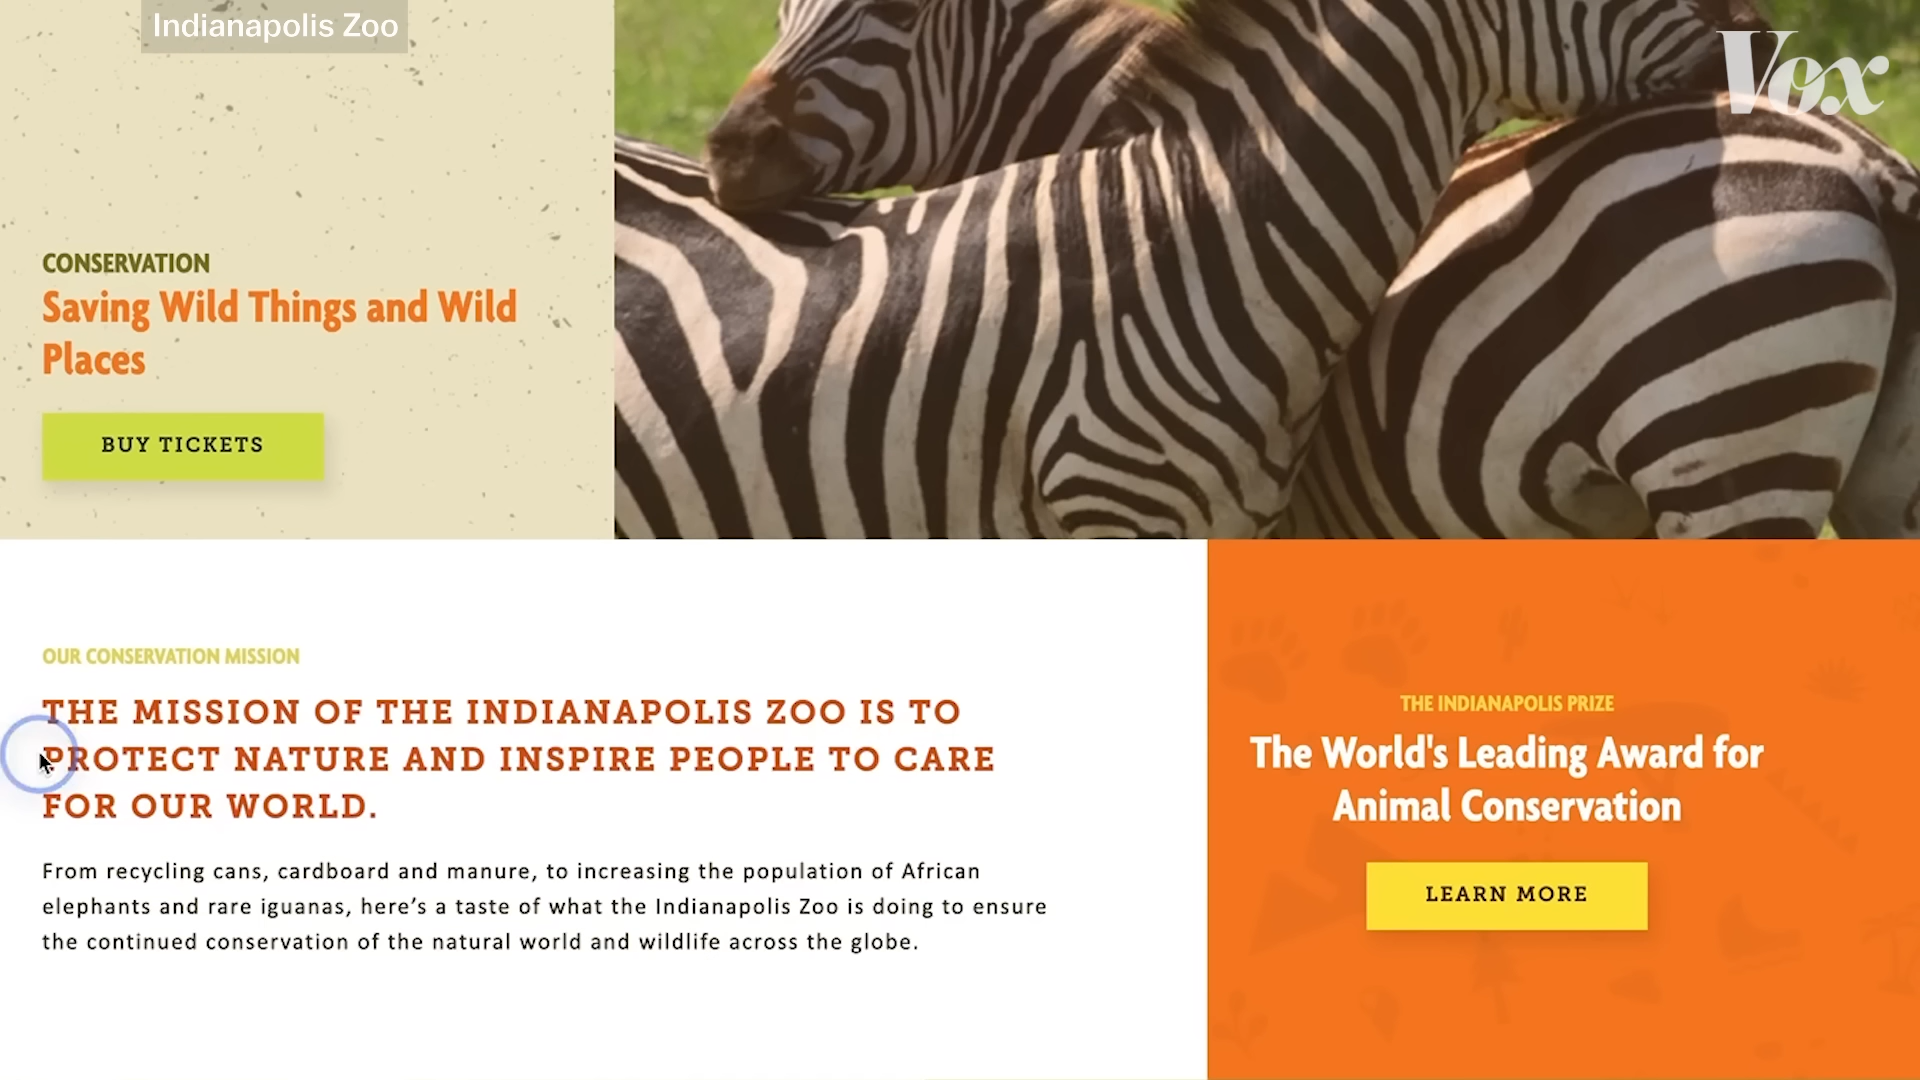 Indianapolis Zoo
Vox
CONSERVATION
Saving Wild Things and Wild
Places
BUY TICKETS
OUR CONSERVATION MISSION
THE MISSION OF THE INDIANAPOLIS ZOO IS TO
PROTECT NATURE AND INSPIRE PEOPLE TO CARE
FOR OUR WORLD.
From recycling cans, cardboard and manure, to increasing the population of African
elephants and rare iguanas, here’s a taste of what the Indianapolis Zoo is doing to ensure
the continued conservation of the natural world and wildlife across the globe.
THE INDIANAPOLIS PRIZE
The World's Leading Award for
Animal Conservation
LEARN MORE